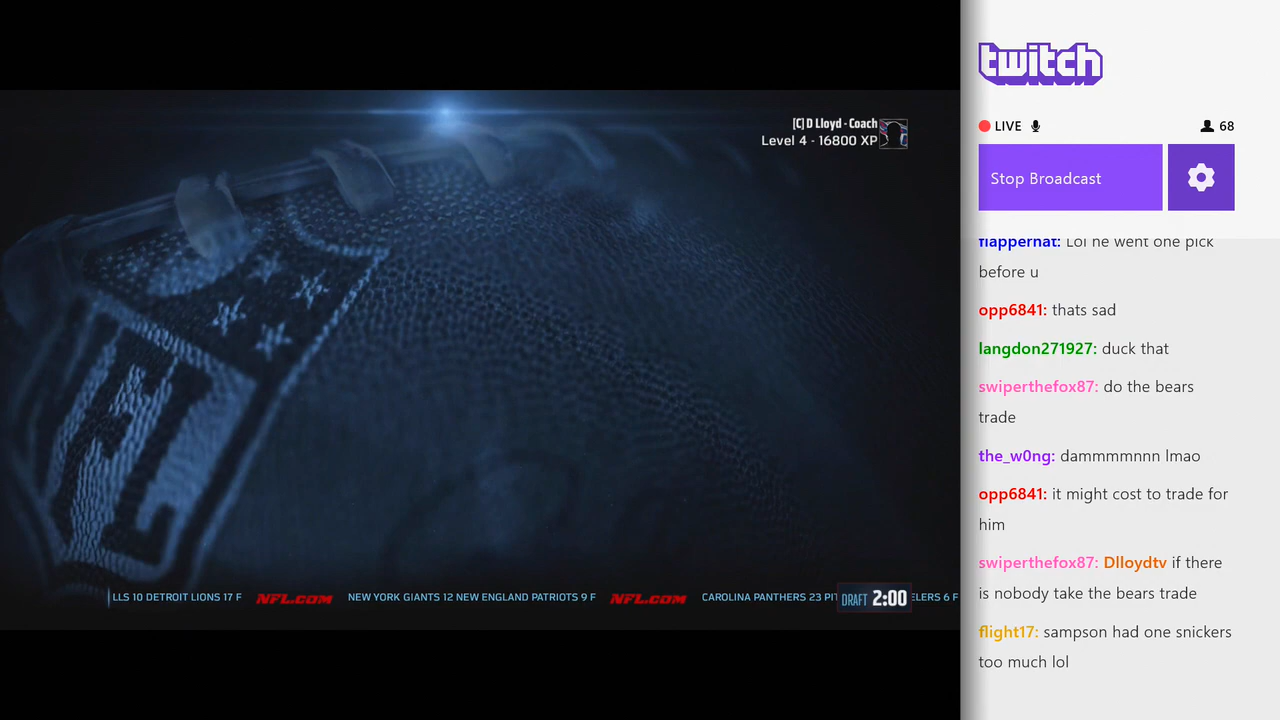 [C] D Lloyd - Coach
Level 4 - 16800 XP
NFL
LLS 10 DETROIT LIONS 17 F NFL.COM NEW YORK GIANTS 12 NEW ENGLAND PATRIOTS 9 F NFL.COM CAROLINA PANTHERS 23 PIT ELERS 6 F
DRAFT 2:00
twitch
LIVE 68
Stop Broadcast
flappernat: Lol he went one pick
before u
opp6841: thats sad
langdon271927: duck that
swiperthefox87: do the bears
trade
the_w0ng: dammmmnnn lmao
opp6841: it might cost to trade for
him
swiperthefox87: Dlloydtv if there
is nobody take the bears trade
flight17: sampson had one snickers
too much lol